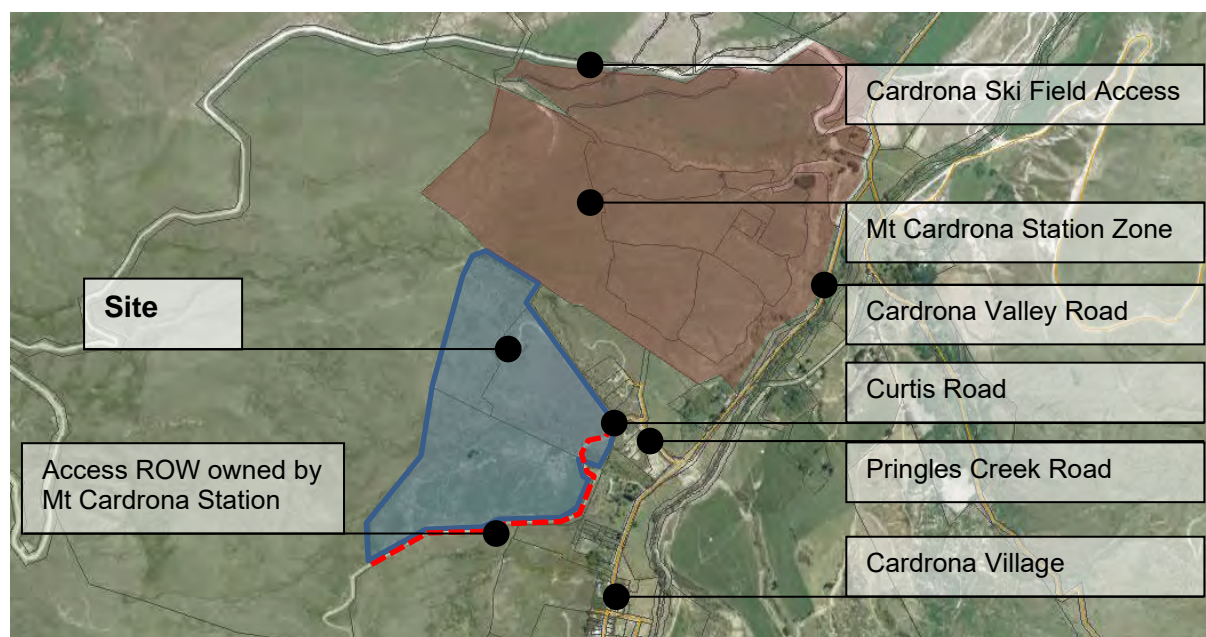 Cardrona Ski Field Access
Mt Cardrona Station Zone
Site
Cardrona Valley Road
Curtis Road
Pringles Creek Road
Access ROW owned by
Mt Cardrona Station
Cardrona Village